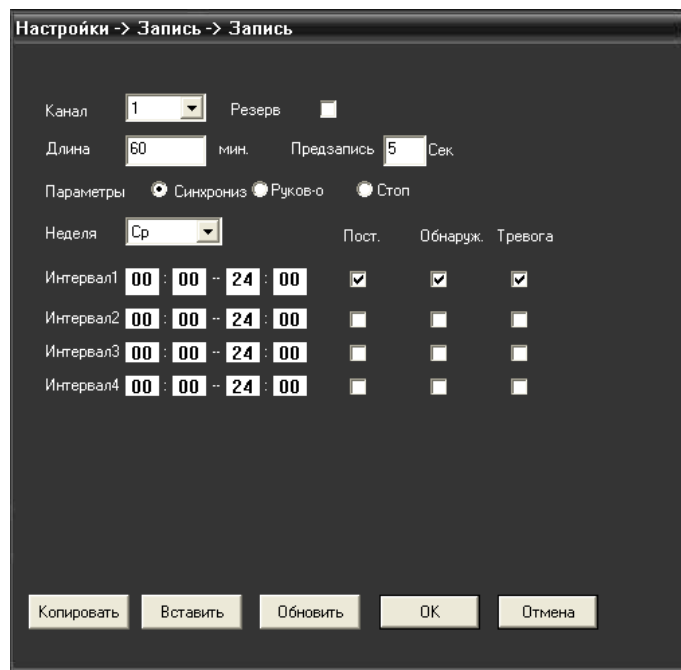 Настройки -> Запись -> Запись
Канал 1 Резерв
Длина 60 мин. Предзапись 5 Сек
Параметры Синхрониз Руков-о Стоп
Неделя Ср Пост. Обнаруж. Тревога
Интервал1 00 : 00 -- 24 : 00
Интервал2 00 : 00 -- 24 : 00
Интервал3 00 : 00 -- 24 : 00
Интервал4 00 : 00 -- 24 : 00
Копировать Вставить Обновить OK Отмена